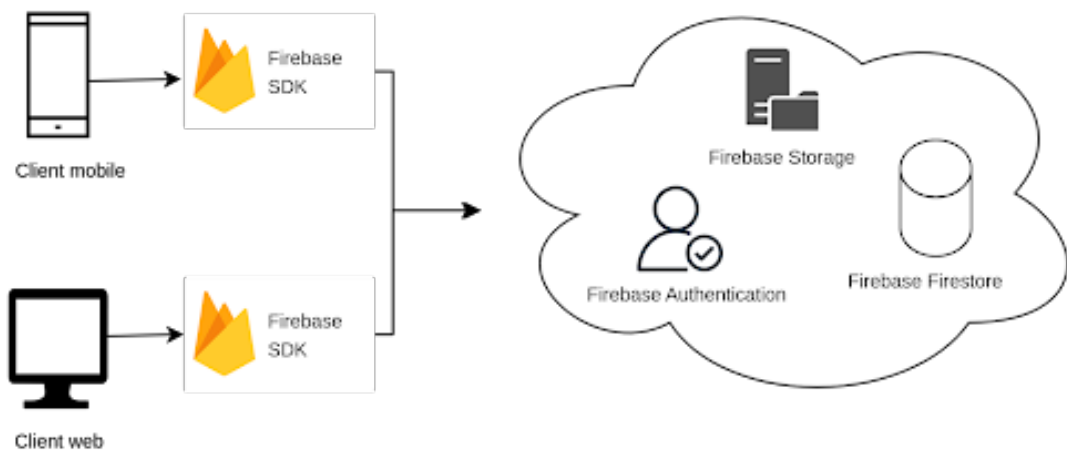 Firebase
SDK
Client mobile
Firebase Storage
Firebase Authentication
Firebase Firestore
Firebase
SDK
Client web